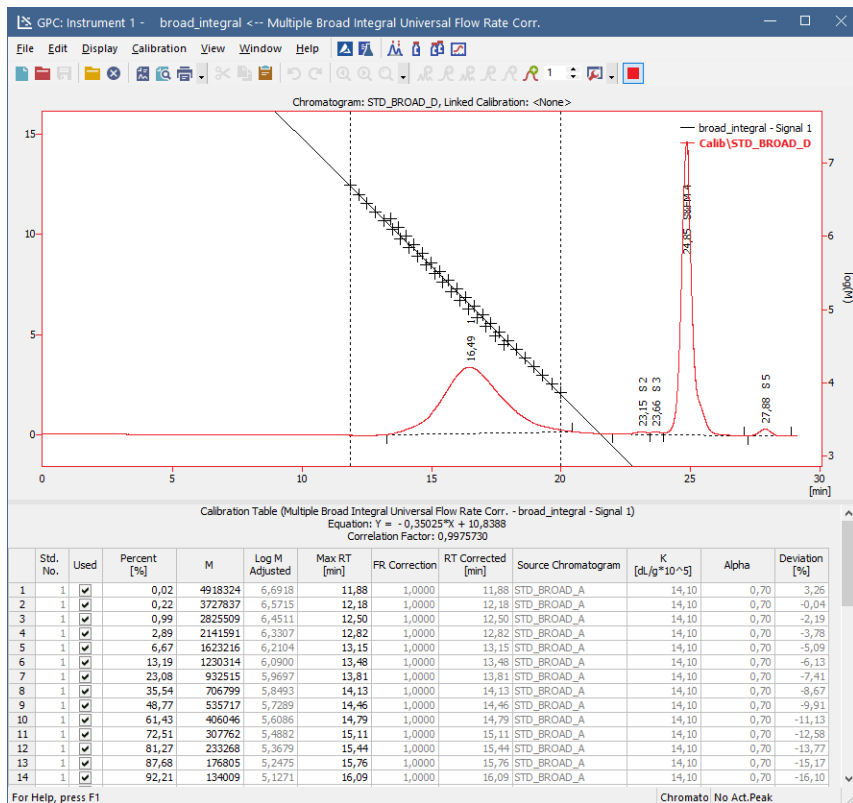 GPC: Instrument 1 - broad_integral <-- Multiple Broad Integral Universal Flow Rate Corr.
File Edit Display Calibration View Window Help
1
Chromatogram: STD_BROAD_D, Linked Calibration: <None>
broad_integral - Signal 1
Calib\STD_BROAD_D
15
10
5
0
7
6
5
4
3
log(M)
16,49 1
23,15 S 2
23,66 S 3
27,88 S 5
0 5 10 15 20 25 30
[min]
Calibration Table (Multiple Broad Integral Universal Flow Rate Corr. - broad_integral - Signal 1)
Equation: Y = - 0,35025*X + 10,8388
Correlation Factor: 0,9975730
Std. No. Used Percent [%] M Log M Adjusted Max RT [min] FR Correction RT Corrected [min] Source Chromatogram K [dL/g*10^5] Alpha Deviation [%]
1 1 0,02 4918324 6,6918 11,88 1,0000 11,88 STD_BROAD_A 14,10 0,70 3,26
2 1 0,22 3727837 6,5715 12,18 1,0000 12,18 STD_BROAD_A 14,10 0,70 -0,04
3 1 0,99 2825509 6,4511 12,50 1,0000 12,50 STD_BROAD_A 14,10 0,70 -2,19
4 1 2,89 2141591 6,3307 12,82 1,0000 12,82 STD_BROAD_A 14,10 0,70 -3,78
5 1 6,67 1623216 6,2104 13,15 1,0000 13,15 STD_BROAD_A 14,10 0,70 -5,09
6 1 13,19 1230314 6,0900 13,48 1,0000 13,48 STD_BROAD_A 14,10 0,70 -6,13
7 1 23,08 932515 5,9697 13,81 1,0000 13,81 STD_BROAD_A 14,10 0,70 -7,41
8 1 35,54 706799 5,8493 14,13 1,0000 14,13 STD_BROAD_A 14,10 0,70 -8,67
9 1 48,77 535717 5,7289 14,46 1,0000 14,46 STD_BROAD_A 14,10 0,70 -9,91
10 1 61,43 406046 5,6086 14,79 1,0000 14,79 STD_BROAD_A 14,10 0,70 -11,13
11 1 72,51 307762 5,4882 15,11 1,0000 15,11 STD_BROAD_A 14,10 0,70 -12,58
12 1 81,27 233268 5,3679 15,44 1,0000 15,44 STD_BROAD_A 14,10 0,70 -13,77
13 1 87,68 176805 5,2475 15,76 1,0000 15,76 STD_BROAD_A 14,10 0,70 -15,17
14 1 92,21 134009 5,1271 16,09 1,0000 16,09 STD_BROAD_A 14,10 0,70 -16,10
For Help, press F1
Chromato No Act.Peak